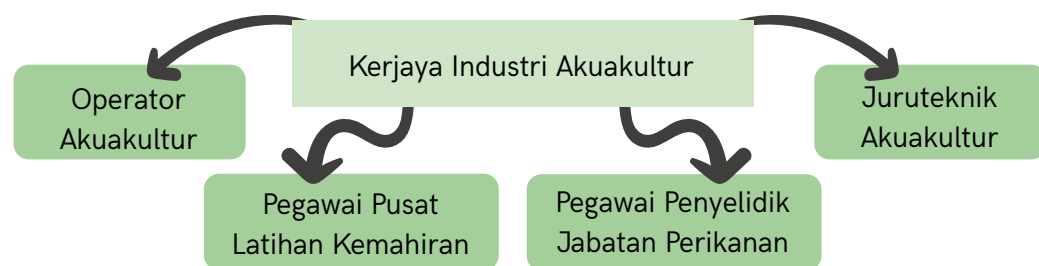 Kerjaya Industri Akuakultur
Operator
Akuakultur
Pegawai Pusat
Latihan Kemahiran
Pegawai Penyelidik
Jabatan Perikanan
Juruteknik
Akuakultur